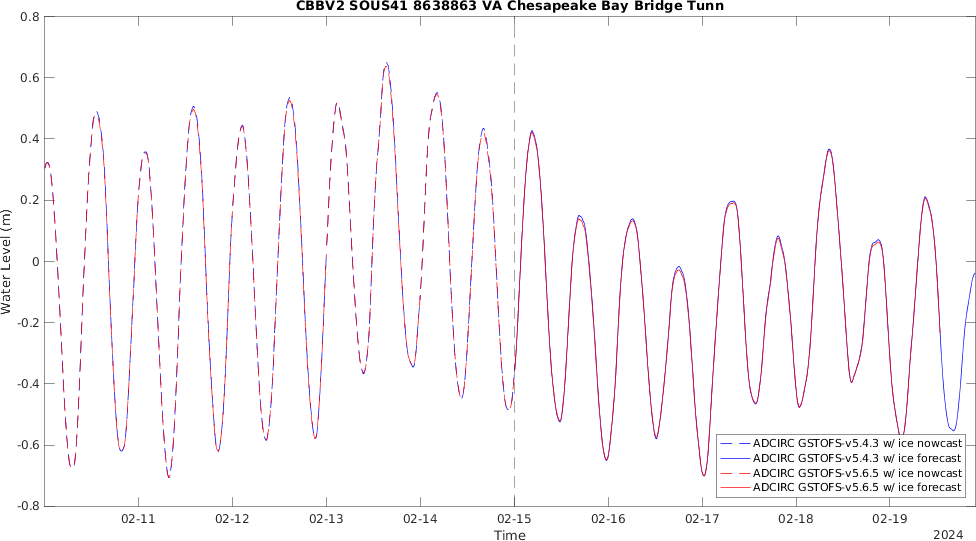 CBBV2 SOUS41 8638863 VA Chesapeake Bay Bridge Tunn
0.8
0.6
0.4
0.2
0
-0.2
-0.4
-0.6
-0.8
Water Level (m)
ADCIRC GSTOFS-v5.4.3 w/ ice nowcast
ADCIRC GSTOFS-v5.4.3 w/ ice forecast
ADCIRC GSTOFS-v5.6.5 w/ ice nowcast
ADCIRC GSTOFS-v5.6.5 w/ ice forecast
02-11 02-12 02-13 02-14 02-15 02-16 02-17 02-18 02-19
Time
2024